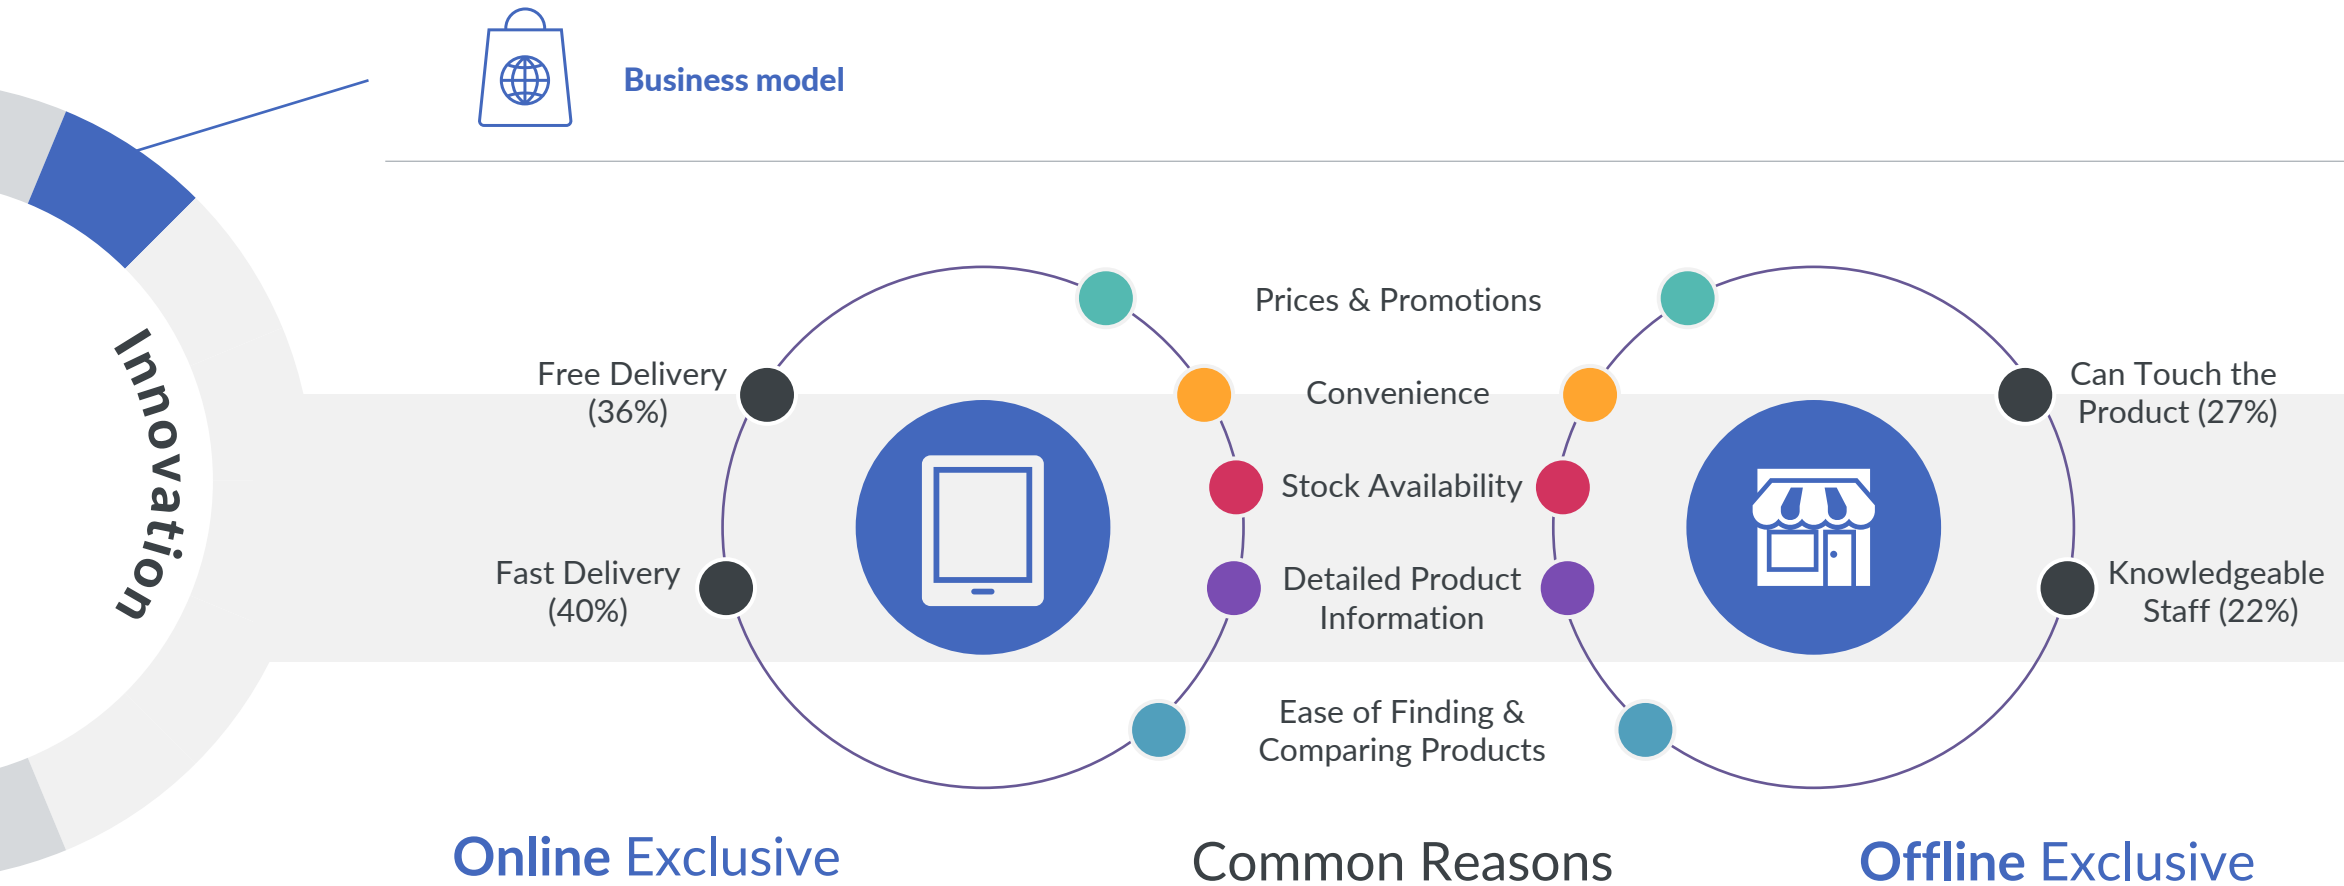 Business model
Innovation
Free Delivery
(36%)
Fast Delivery
(40%)
Prices & Promotions
Convenience
Stock Availability
Detailed Product
Information
Ease of Finding &
Comparing Products
Can Touch the
Product (27%)
Knowledgeable
Staff (22%)
Online Exclusive
Common Reasons
Offline Exclusive